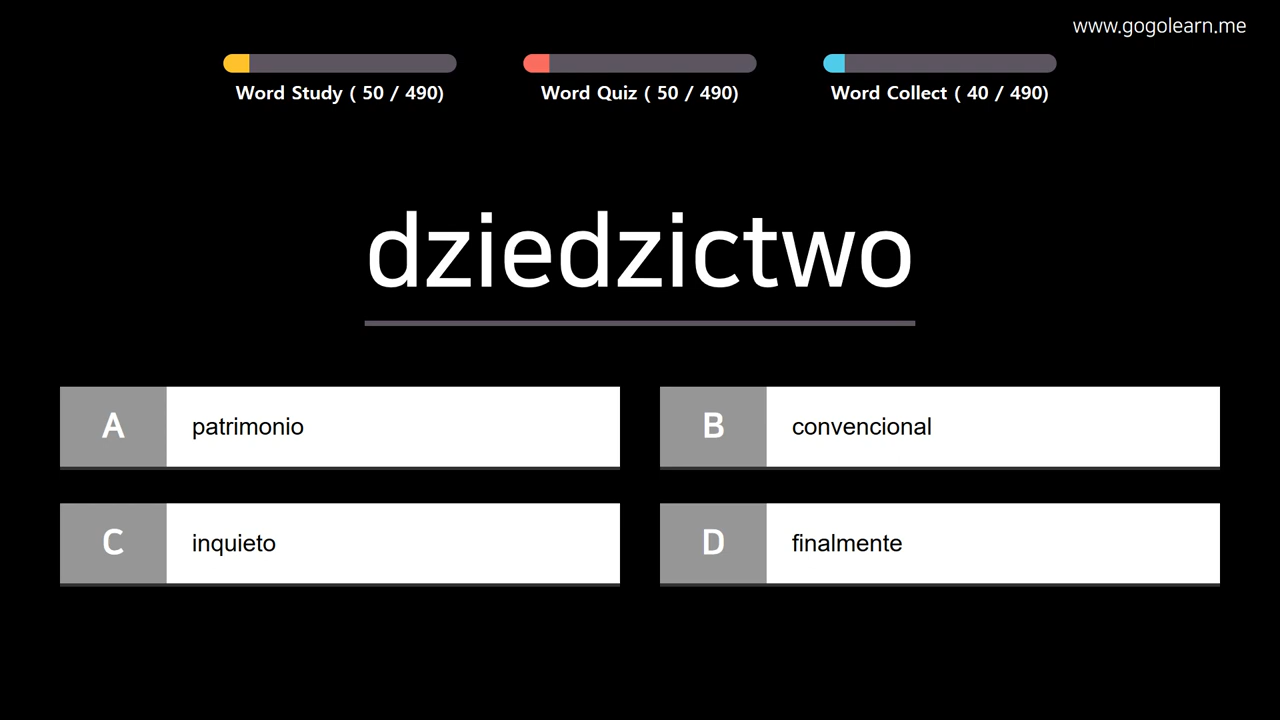 www.gogolearn.me
Word Study ( 50 / 490)
Word Quiz ( 50 / 490)
Word Collect ( 40 / 490)
dziedzictwo
A patrimonio
B convencional
C inquieto
D finalmente